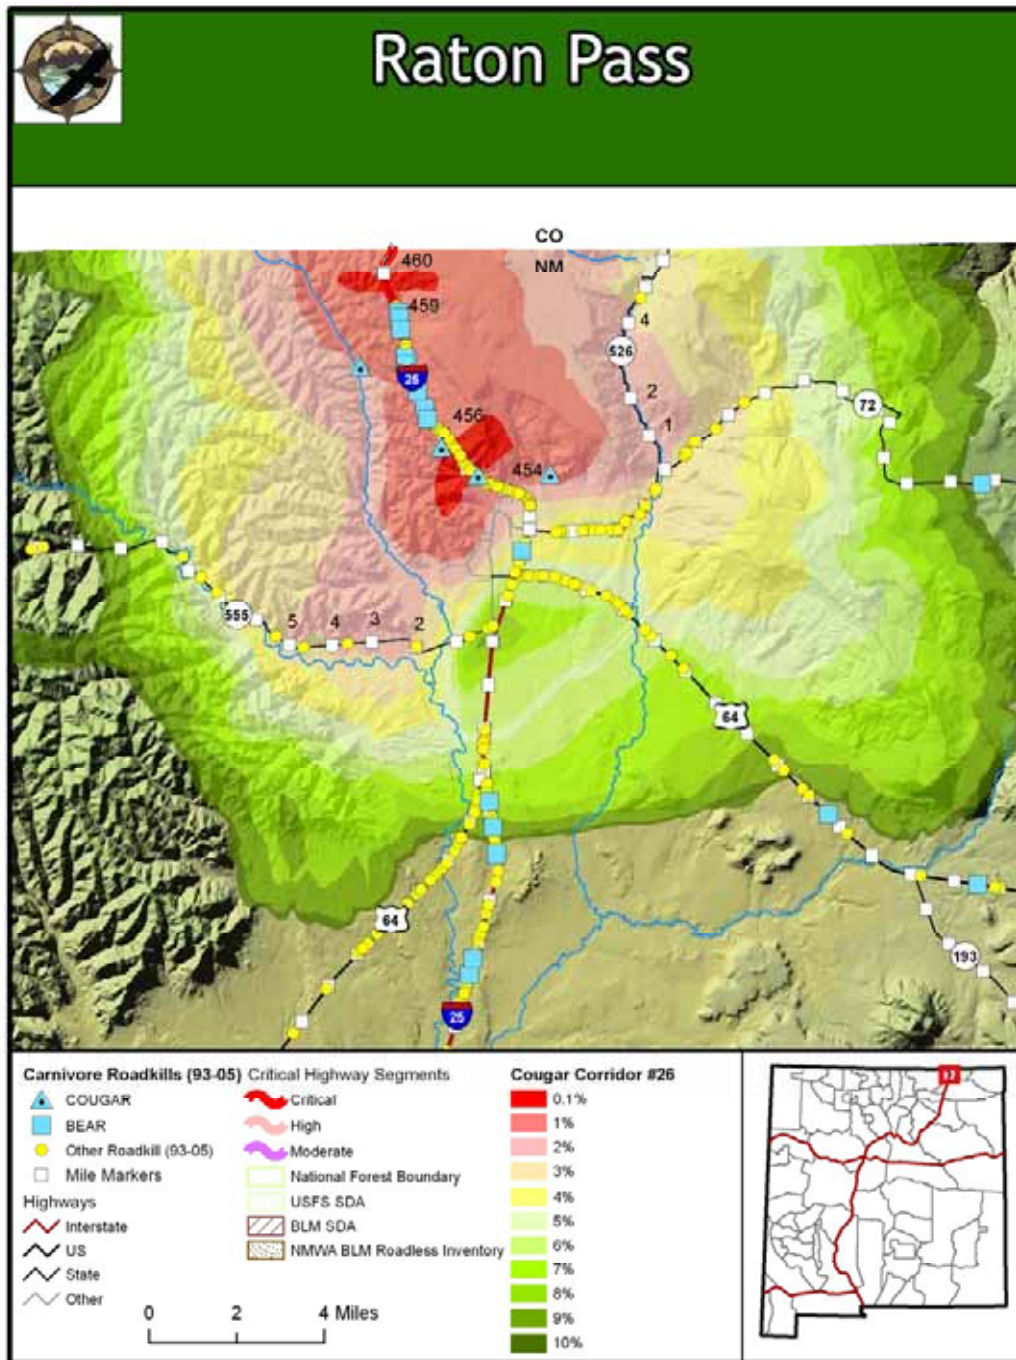 Raton Pass
CO
NM
460
459
25
456
454
4
526
2
1
72
555
5
4
3
2
64
64
193
25
Carnivore Roadkills (93-05)
COUGAR
BEAR
Other Roadkill (93-05)
Mile Markers
Highways
Interstate
US
State
Other
Critical Highway Segments
Critical
High
Moderate
National Forest Boundary
USFS SDA
BLM SDA
NMWA BLM Roadless Inventory
0 2 4 Miles
Cougar Corridor #26
0.1%
1%
2%
3%
4%
5%
6%
7%
8%
9%
10%